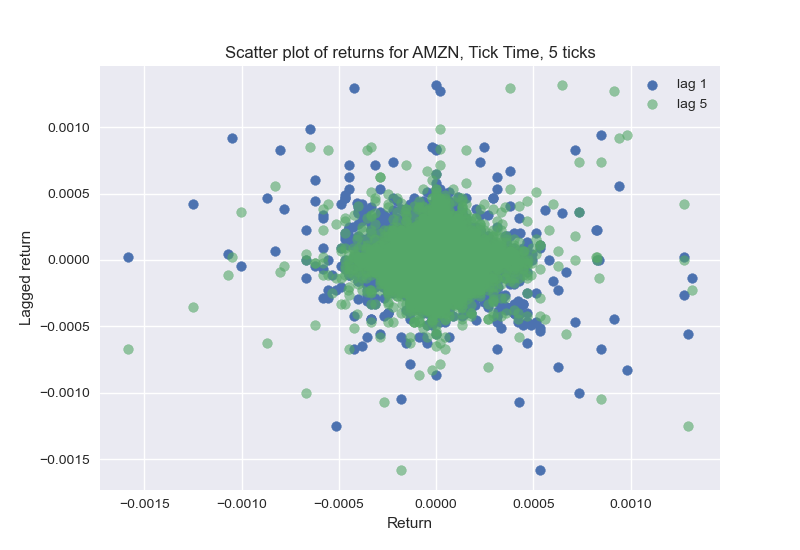 Scatter plot of returns for AMZN, Tick Time, 5 ticks
lag 1
lag 5
0.0010
0.0005
0.0000
−0.0005
−0.0010
−0.0015
Lagged return
−0.0015
−0.0010
−0.0005
0.0000
0.0005
0.0010
Return